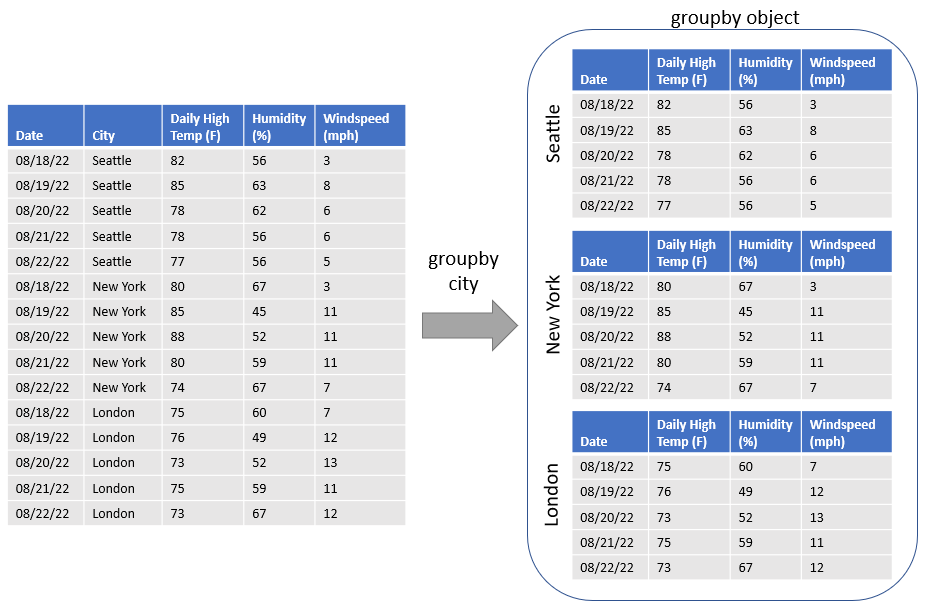 groupby object
Date City Daily High Temp (F) Humidity (%) Windspeed (mph)
08/18/22 Seattle 82 56 3
08/19/22 Seattle 85 63 8
08/20/22 Seattle 78 62 6
08/21/22 Seattle 78 56 6
08/22/22 Seattle 77 56 5
08/18/22 New York 80 67 3
08/19/22 New York 85 45 11
08/20/22 New York 88 52 11
08/21/22 New York 80 59 11
08/22/22 New York 74 67 7
08/18/22 London 75 60 7
08/19/22 London 76 49 12
08/20/22 London 73 52 13
08/21/22 London 75 59 11
08/22/22 London 73 67 12
groupby
city
Seattle
Date Daily High Temp (F) Humidity (%) Windspeed (mph)
08/18/22 82 56 3
08/19/22 85 63 8
08/20/22 78 62 6
08/21/22 78 56 6
08/22/22 77 56 5
New York
Date Daily High Temp (F) Humidity (%) Windspeed (mph)
08/18/22 80 67 3
08/19/22 85 45 11
08/20/22 88 52 11
08/21/22 80 59 11
08/22/22 74 67 7
London
Date Daily High Temp (F) Humidity (%) Windspeed (mph)
08/18/22 75 60 7
08/19/22 76 49 12
08/20/22 73 52 13
08/21/22 75 59 11
08/22/22 73 67 12